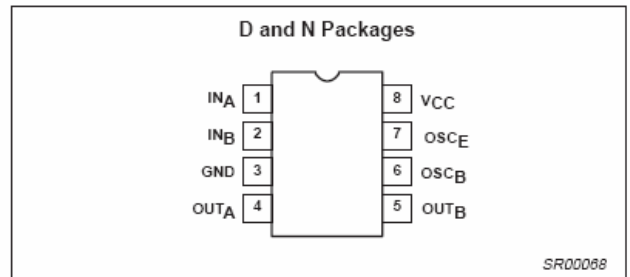 D and N Packages
INA 1 8 VCC
INB 2 7 OSCE
GND 3 6 OSCB
OUTA 4 5 OUTB
SR00068